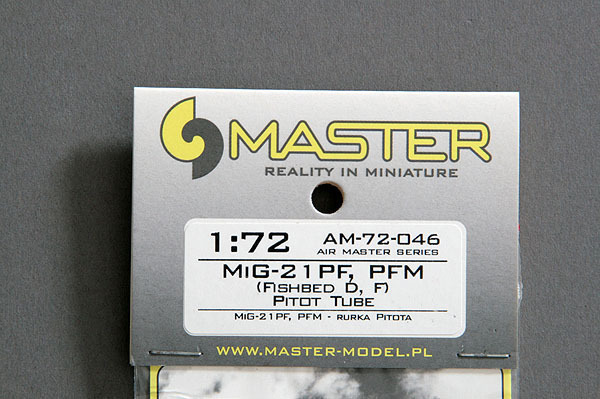 MASTER
REALITY IN MINIATURE
1:72 AM-72-046
AIR MASTER SERIES
MiG-21PF, PFM
(Fishbed D, F)
Pitot Tube
MiG-21PF, PFM - rurka Pitota
WWW.MASTER-MODEL.PL